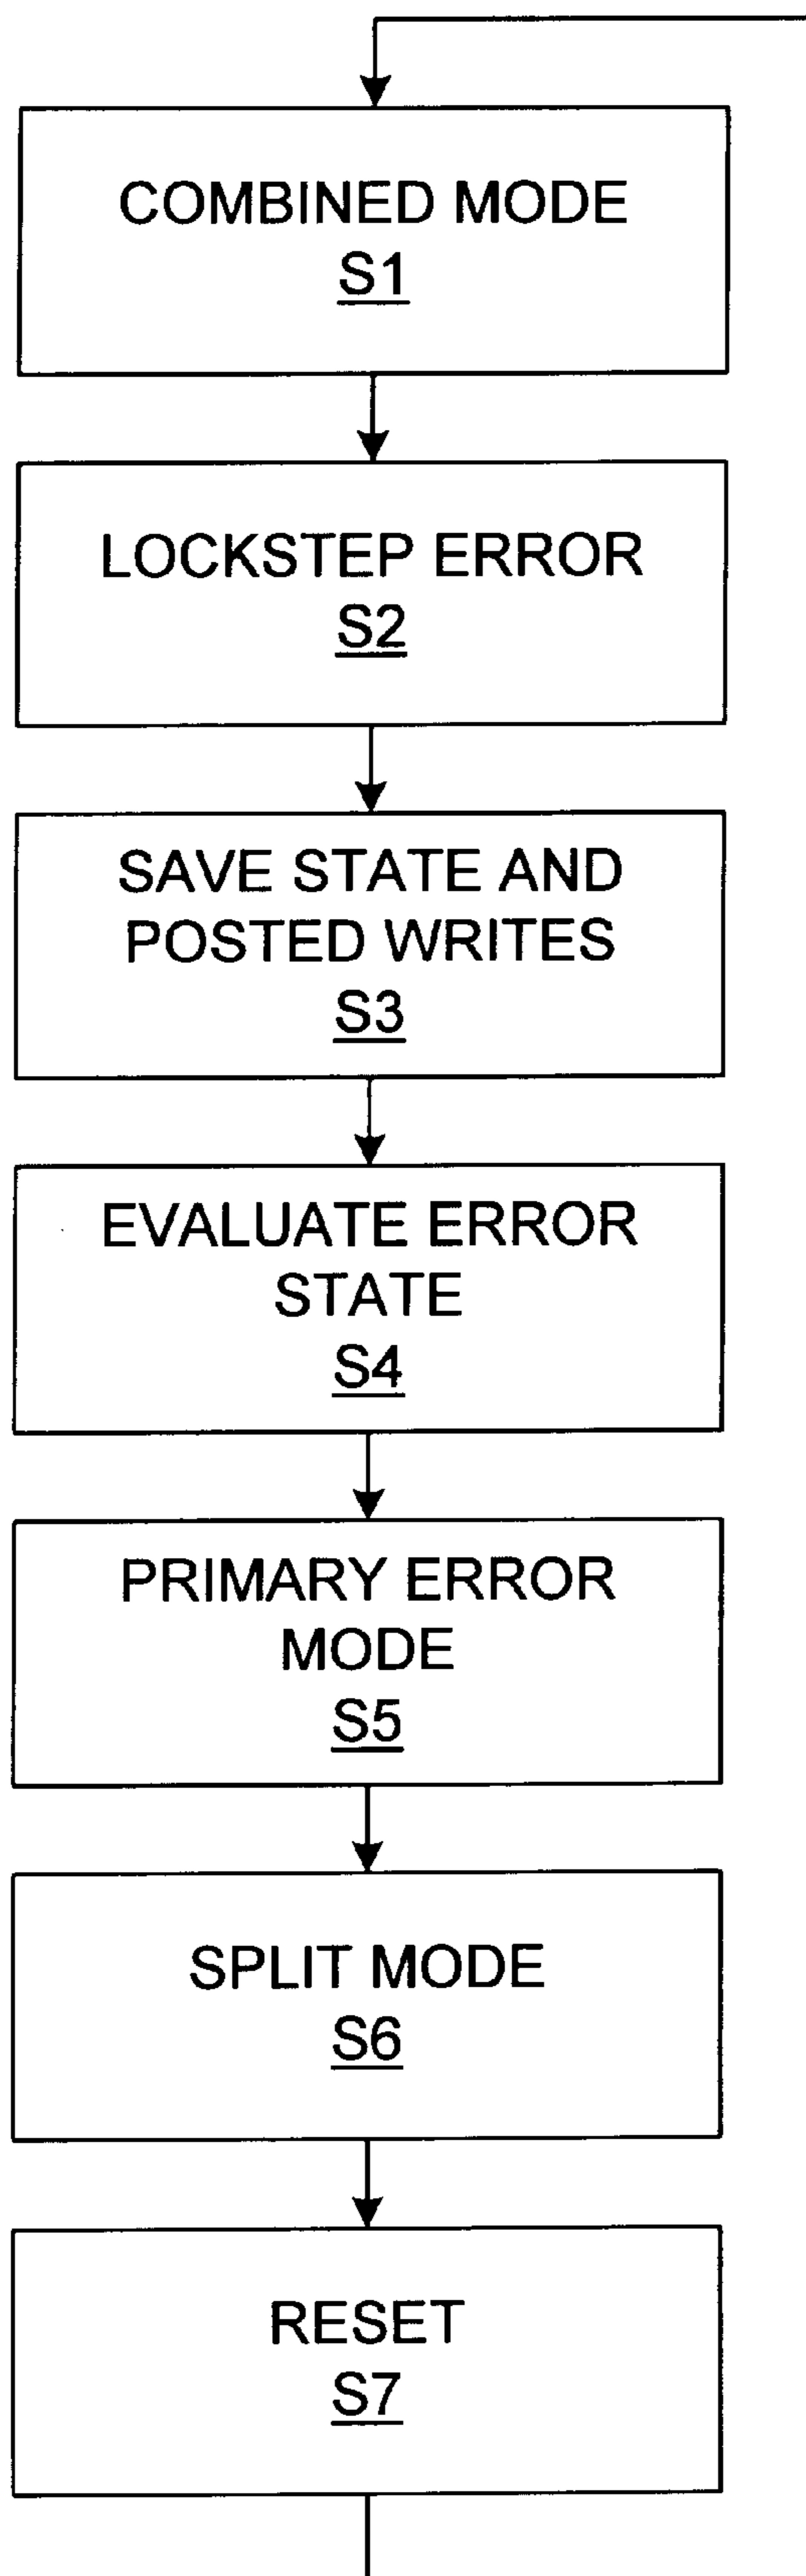 COMBINED MODE
S1
LOCKSTEP ERROR
S2
SAVE STATE AND
POSTED WRITES
S3
EVALUATE ERROR
STATE
S4
PRIMARY ERROR
MODE
S5
SPLIT MODE
S6
RESET
S7